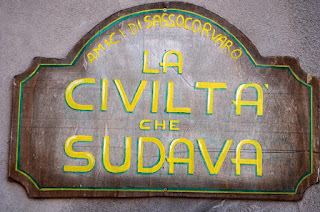 AMICI DI SASSOCORVARO
LA
CIVILTA'
CHE
SUDAVA